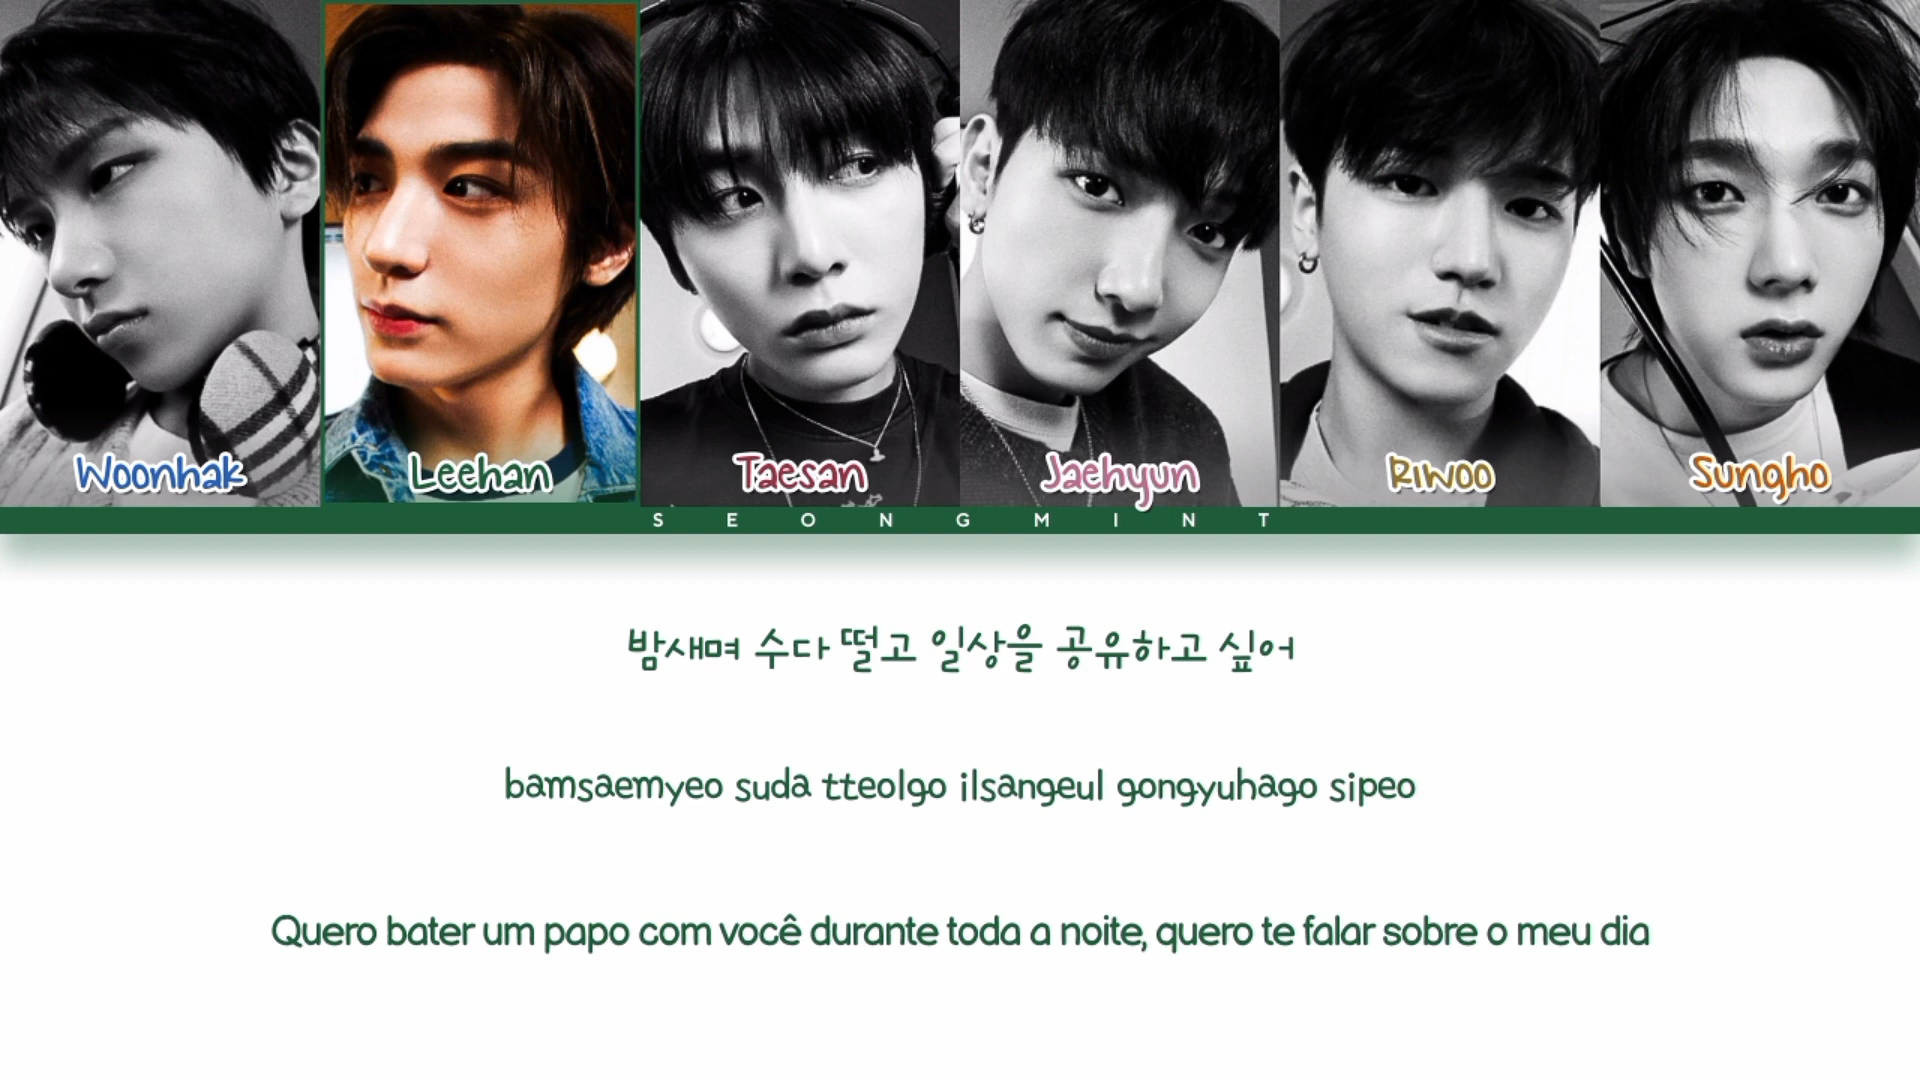 Woonhak Leehan Taesan Jaehyun Riwoo Sungho
SEONGMINT
밤새며 수다 떨고 일상을 공유하고 싶어
bamsaemyeo suda tteolgo ilsangeul gongyuhago sipeo
Quero bater um papo com você durante toda a noite, quero te falar sobre o meu dia